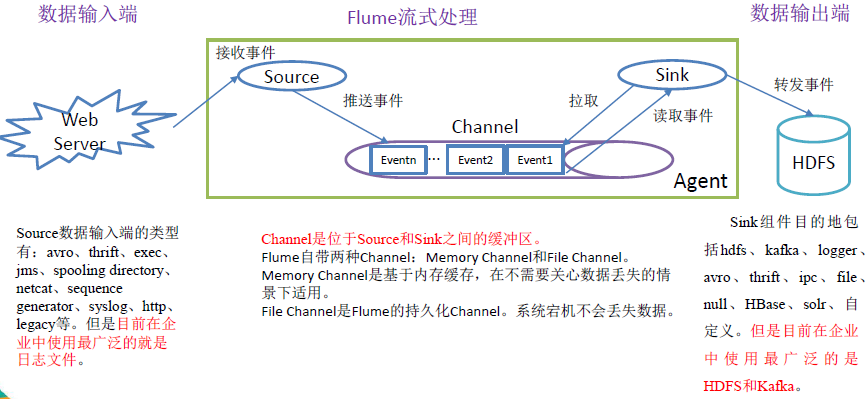 数据输入端
Flume流式处理
数据输出端
接收事件
Source
Sink
推送事件
拉取
转发事件
读取事件
Web
Server
Channel
Eventn
...
Event2
Event1
HDFS
Agent
Source数据输入端的类型
有：avro、thrift、exec、
jms、spooling directory、
netcat、sequence
generator、syslog、http、
legacy等。但是目前在企
业中使用最广泛的就是
日志文件。
Channel是位于Source和Sink之间的缓冲区。
Flume自带两种Channel：Memory Channel和File Channel。
Memory Channel是基于内存缓存，在不需要关心数据丢失的情
景下适用。
File Channel是Flume的持久化Channel。系统宕机不会丢失数据。
Sink组件目的地包
括hdfs、kafka、logger、
avro、thrift、ipc、file、
null、HBase、solr、自
定义。但是目前在企业
中使用最广泛的是
HDFS和Kafka。